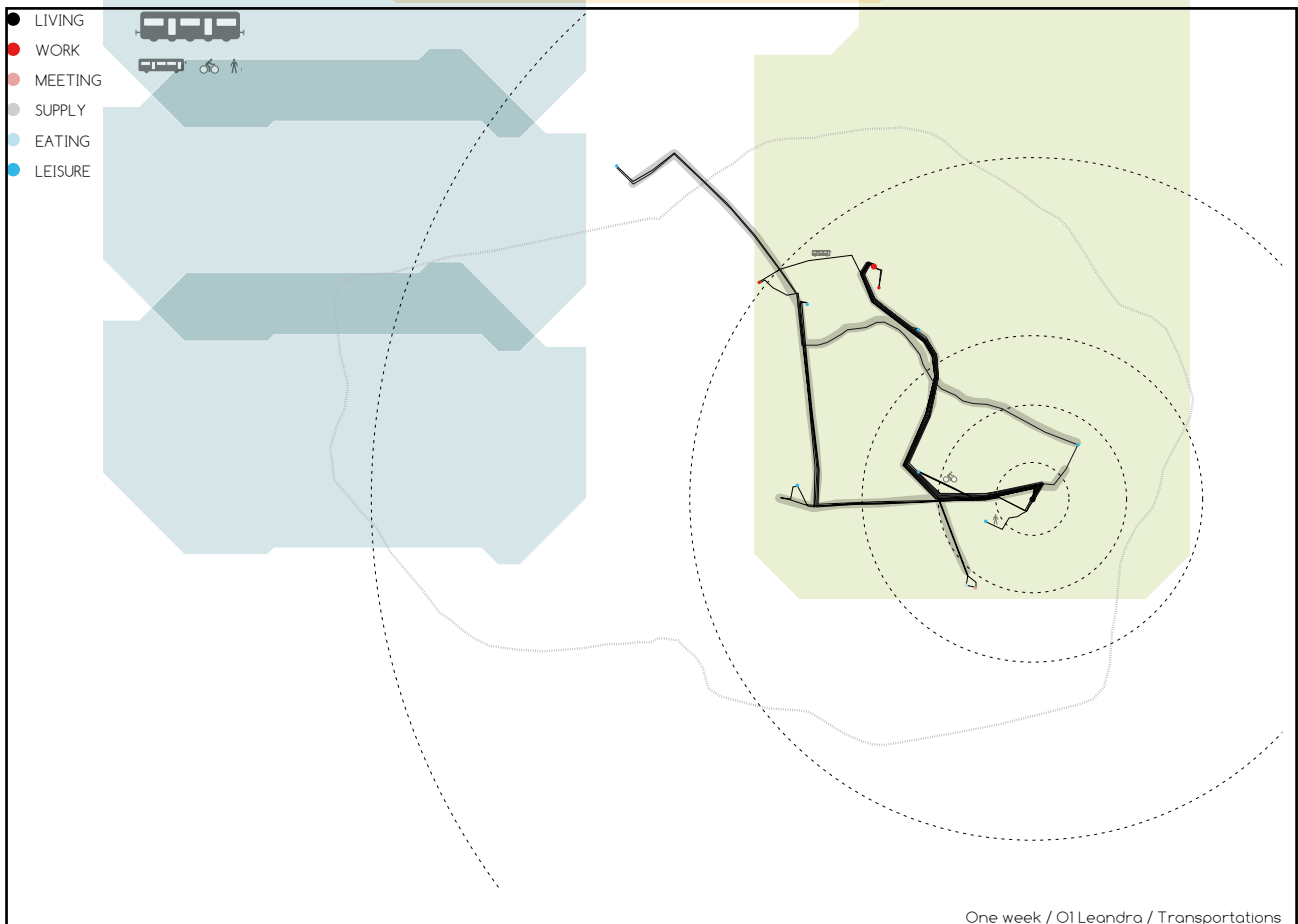 LIVING
WORK
MEETING
SUPPLY
EATING
LEISURE
One week / 01 Leandra / Transportations